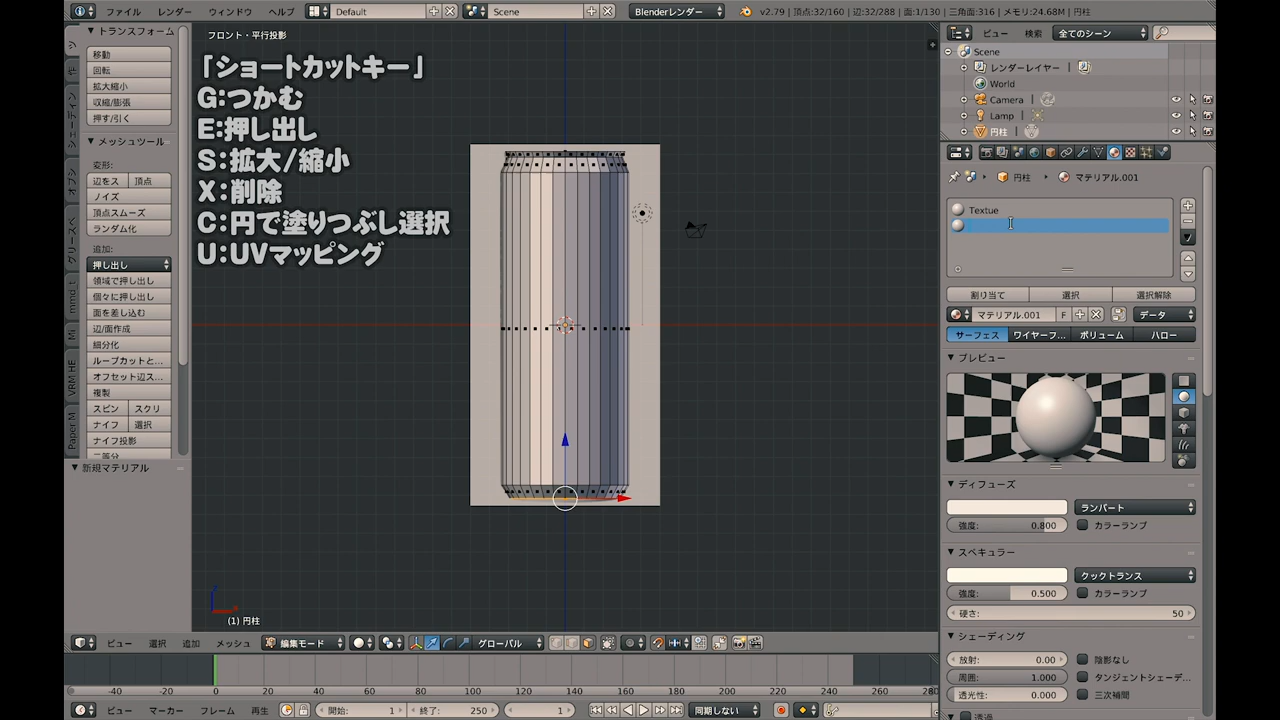 ファイル レンダー ウィンドウ ヘルプ Default Scene Blenderレンダー v2.79 | 頂点:32/160 | 辺:32/288 | 面:1/130 | 三角面:316 | メモリ:24.68M | 円柱
トランスフォーム
移動
回転
拡大縮小
収縮/膨張
押す/引く
メッシュツール
変形:
辺をス 頂点
ノイズ
頂点スムーズ
ランダム化
追加:
押し出し
領域で押し出し
個々に押し出し
面を差し込む
辺/面作成
細分化
ループカットと...
オフセット辺ス...
複製
スピン スクリ
ナイフ 選択
ナイフ投影
二等分
新規マテリアル
フロント・平行投影
「ショートカットキー」
G:つかむ
E:押し出し
S:拡大/縮小
X:削除
C:円で塗りつぶし選択
U:UVマッピング
(1) 円柱
ビュー 選択 追加 メッシュ 編集モード グローバル
-40 -20 0 20 40 60 80 100 120 140 160 180 200 220 240 260
ビュー マーカー フレーム 再生 開始: 1 終了: 250 1 同期しない
ビュー 検索 全てのシーン
Scene
レンダーレイヤー
World
Camera
Lamp
円柱
円柱 マテリアル.001
Textue
割り当て 選択 選択解除
マテリアル.001 F データ
サーフェス ワイヤーフ... ボリューム ハロー
プレビュー
ディフューズ
ランバート
強度: 0.800 カラーランプ
スペキュラー
クックトランス
強度: 0.500 カラーランプ
硬さ: 50
シェーディング
放射: 0.00 陰影なし
周囲: 1.000 タンジェントシェーデ...
透光性: 0.000 三次補間
透過